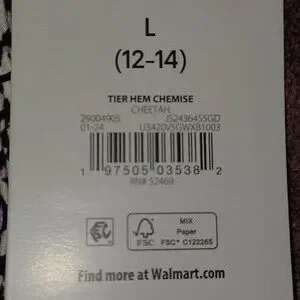 L
(12-14)
TIER HEM CHEMISE
CHEETAH
29004905 JS243645SGD
01-24 U3420VSGWXB1003
1 97505 03538 2
RN# 52469
FSC
MIX
Paper
FSC® C122265
Find more at Walmart.com